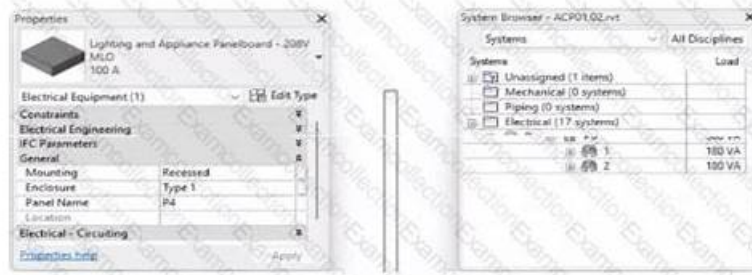 Properties
Lighting and Appliance Panelboard - 208V
MLO
100 A
Electrical Equipment (1)
Edit Type
Constraints
Electrical Engineering
IFC Parameters
General
Mounting Recessed
Enclosure Type 1
Panel Name P4
Location
Electrical - Circuiting
Properties help
Apply
System Browser - ACP01.02.rvt
Systems
All Disciplines
Systems Load
Unassigned (1 items)
Mechanical (0 systems)
Piping (0 systems)
Electrical (17 systems)
1 180 VA
2 180 VA